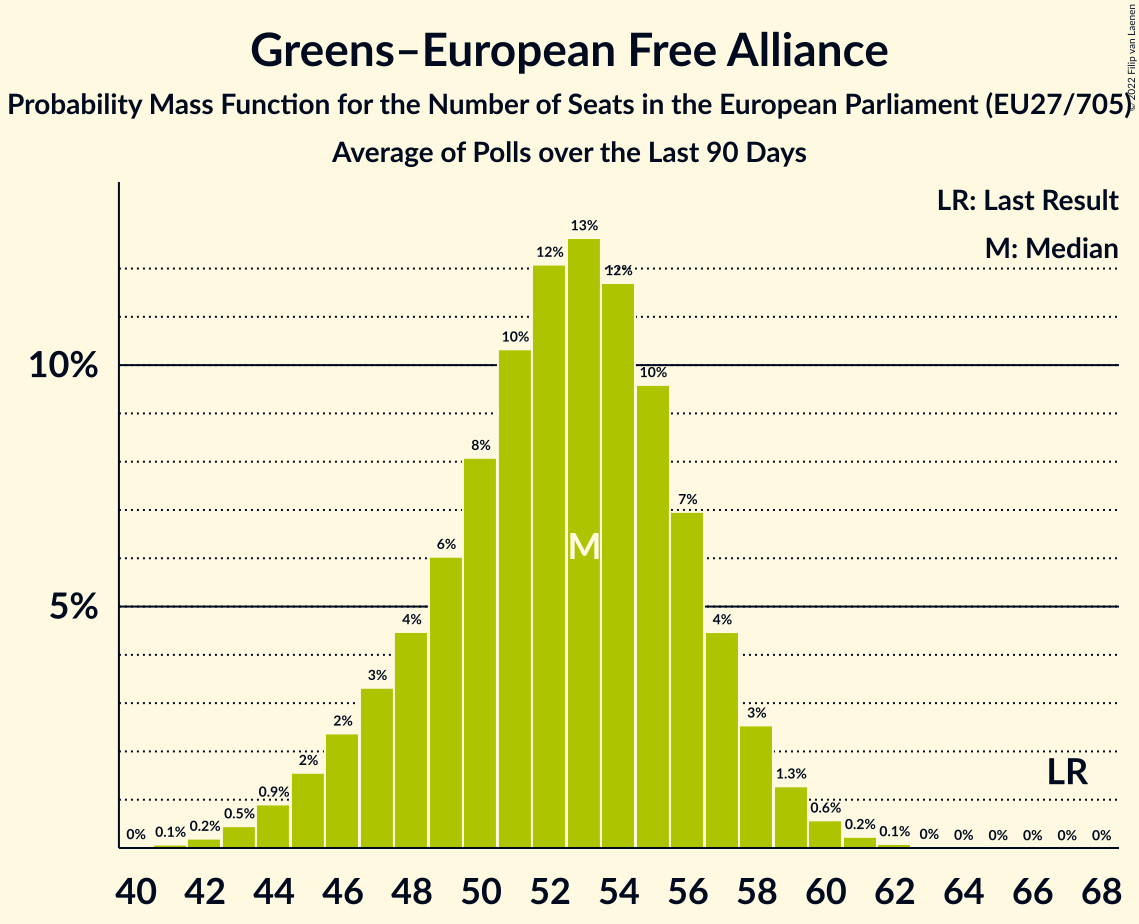 Greens–European Free Alliance
Probability Mass Function for the Number of Seats in the European Parliament (EU27/705)
Average of Polls over the Last 90 Days
© 2022 Filip van Laenen
LR: Last Result
M: Median
10%
5%
0% 0.1% 0.2% 0.5% 0.9% 2% 2% 3% 4% 6% 8% 10% 12% 13% 12% 10% 7% 4% 3% 1.3% 0.6% 0.2% 0.1% 0% 0% 0% 0% 0% 0%
M
LR
40 42 44 46 48 50 52 54 56 58 60 62 64 66 68